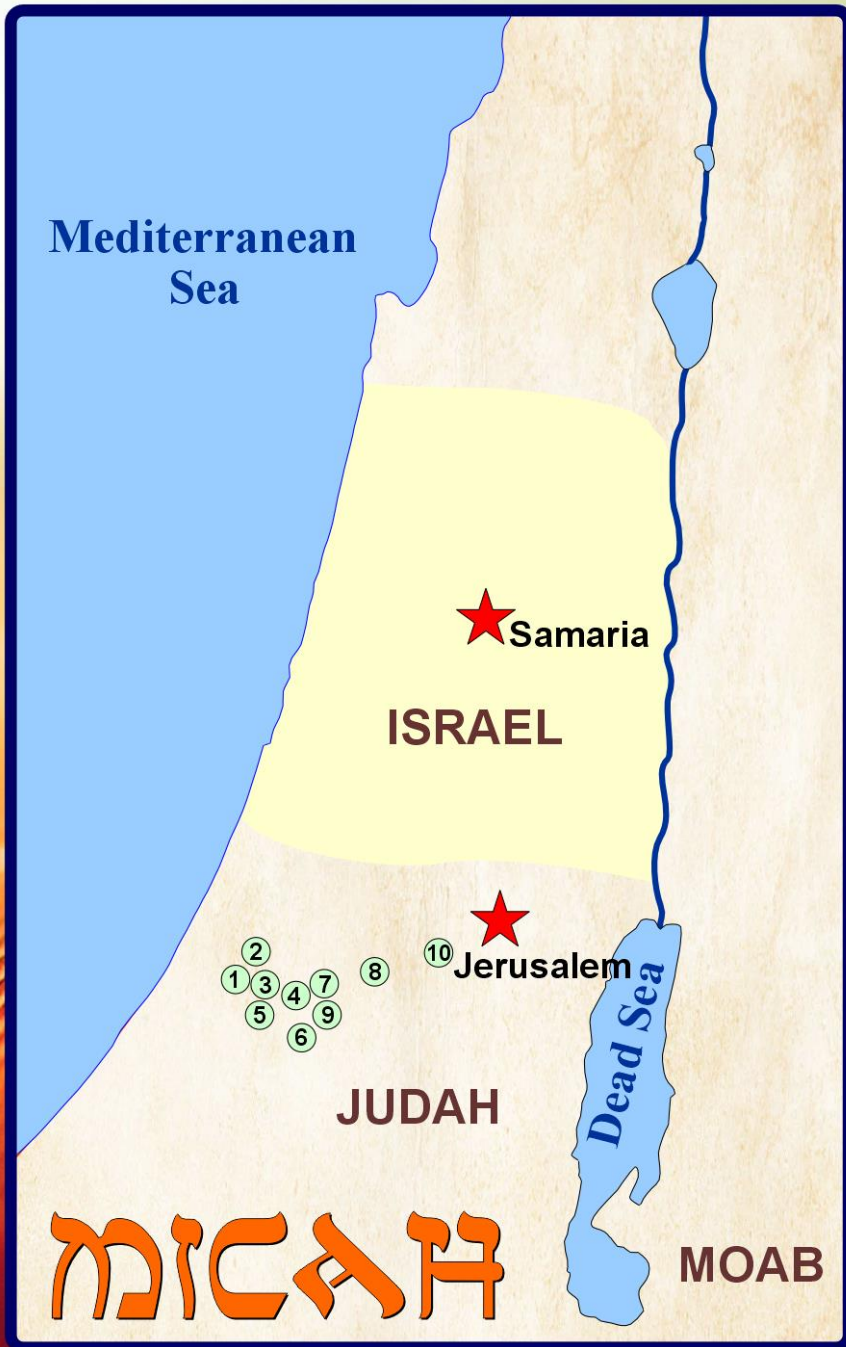 Mediterranean
Sea
Samaria
ISRAEL
2
10
Jerusalem
8
1
3
7
4
5
9
6
Dead Sea
JUDAH
MICAH
MOAB